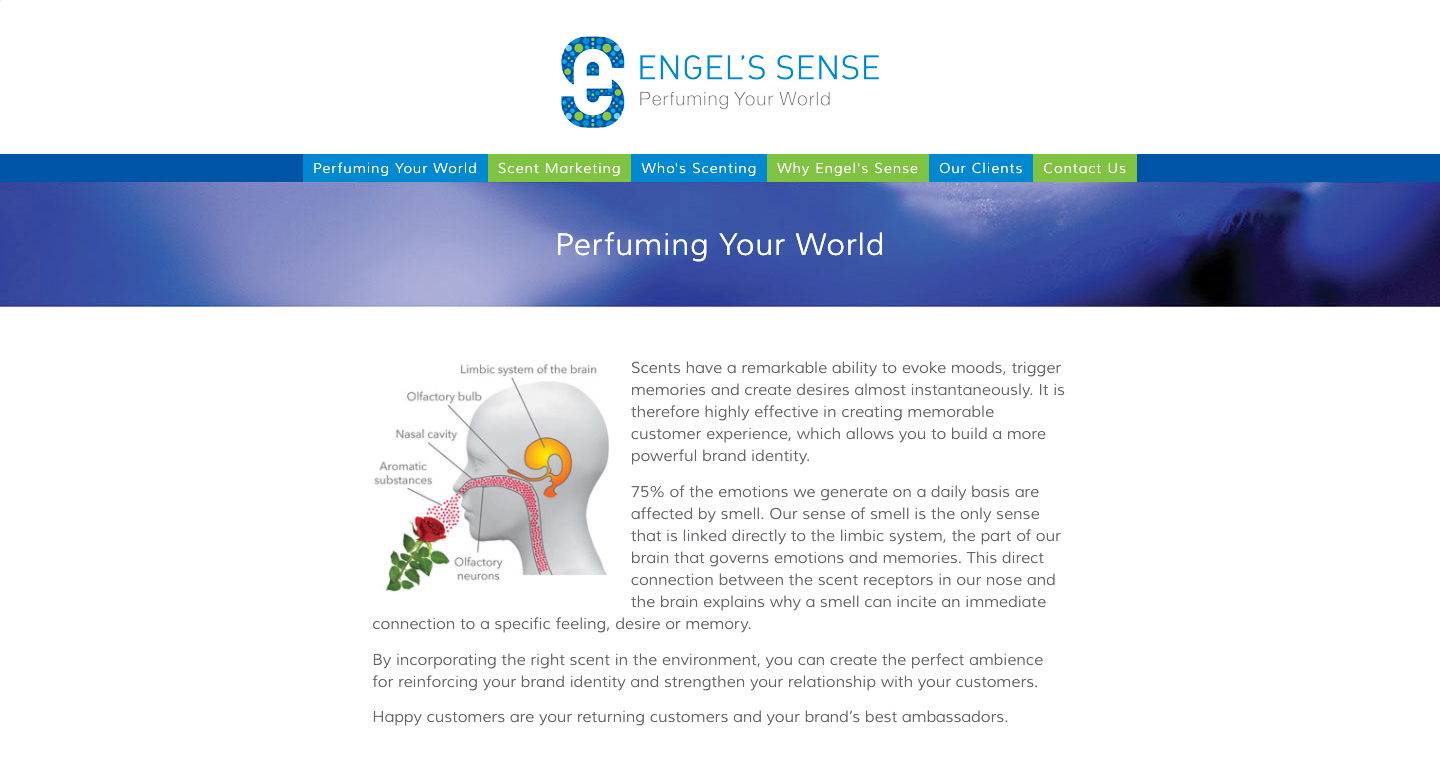 ENGEL'S SENSE
Perfuming Your World
Perfuming Your World
Scent Marketing
Who's Scenting
Why Engel's Sense
Our Clients
Contact Us
Perfuming Your World
Limbic system of the brain
Olfactory bulb
Nasal cavity
Aromatic
substances
Olfactory
neurons
Scents have a remarkable ability to evoke moods, trigger
memories and create desires almost instantaneously. It is
therefore highly effective in creating memorable
customer experience, which allows you to build a more
powerful brand identity.
75% of the emotions we generate on a daily basis are
affected by smell. Our sense of smell is the only sense
that is linked directly to the limbic system, the part of our
brain that governs emotions and memories. This direct
connection between the scent receptors in our nose and
the brain explains why a smell can incite an immediate
connection to a specific feeling, desire or memory.
By incorporating the right scent in the environment, you can create the perfect ambience
for reinforcing your brand identity and strengthen your relationship with your customers.
Happy customers are your returning customers and your brand’s best ambassadors.